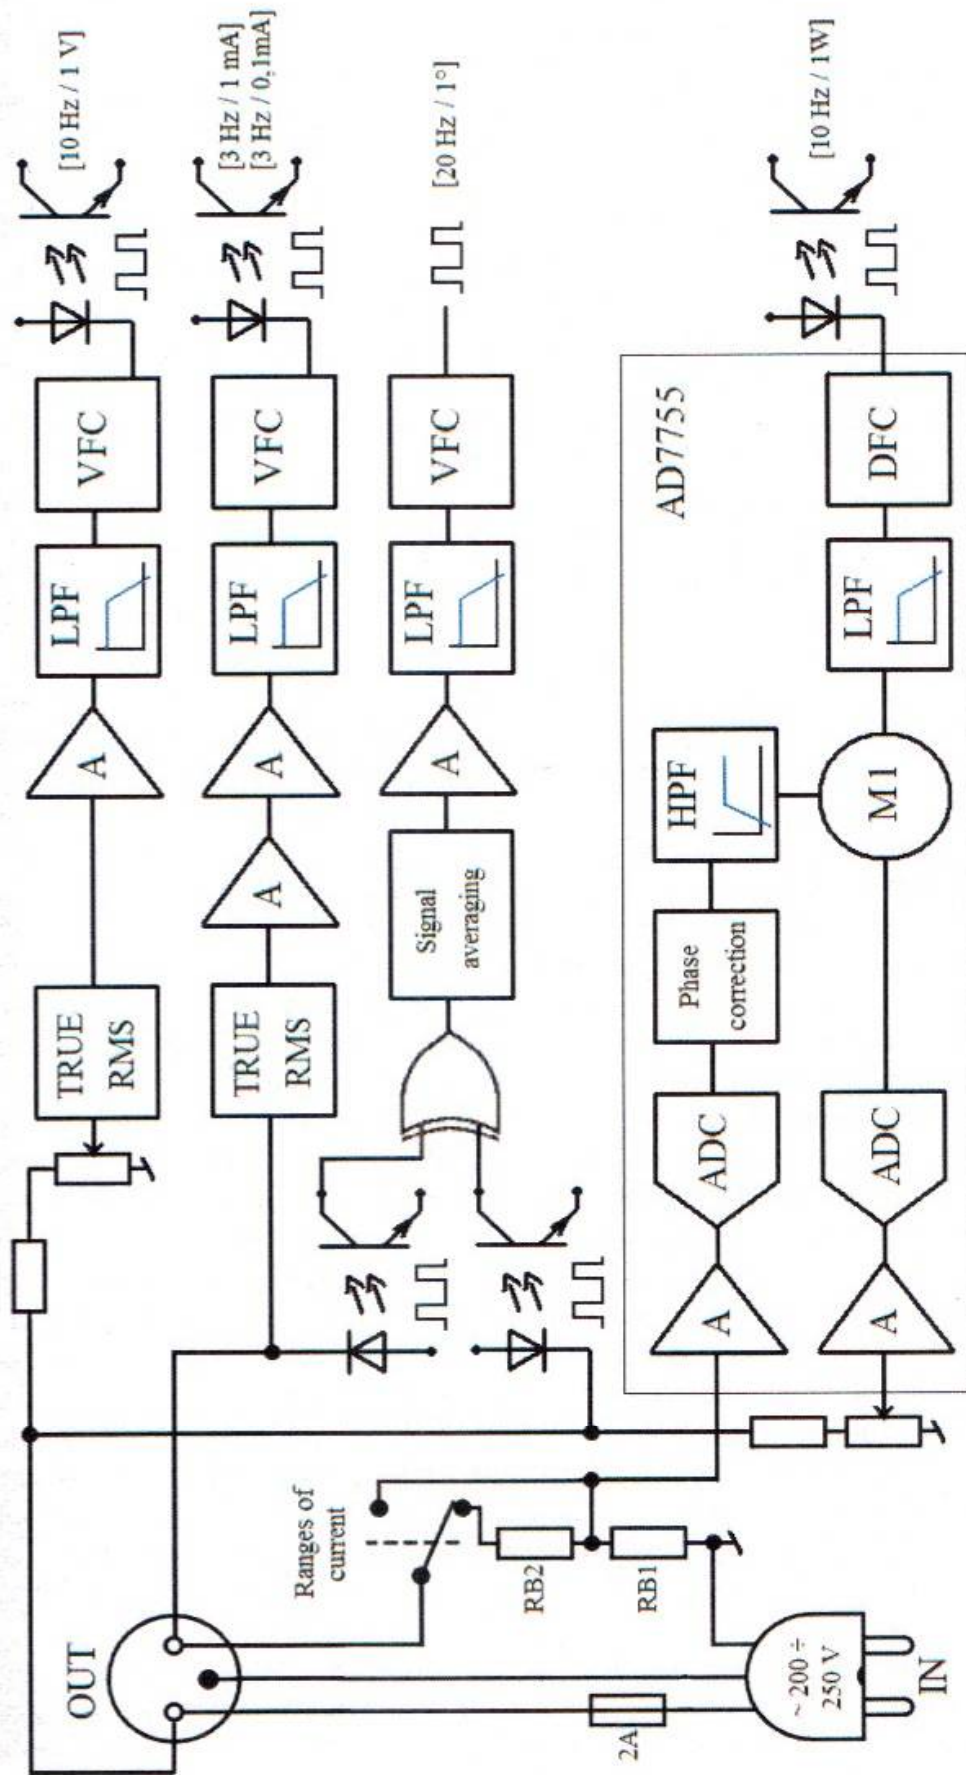 OUT
IN
~ 200 ÷
250 V
2A
RB1
RB2
Ranges of
current
TRUE
RMS
A
LPF
VFC
[10 Hz / 1 V]
TRUE
RMS
A
A
LPF
VFC
[3 Hz / 1 mA]
[3 Hz / 0,1mA]
Signal
averaging
A
LPF
VFC
[20 Hz / 1°]
AD7755
A
ADC
Phase
correction
HPF
A
ADC
M1
LPF
DFC
[10 Hz / 1W]